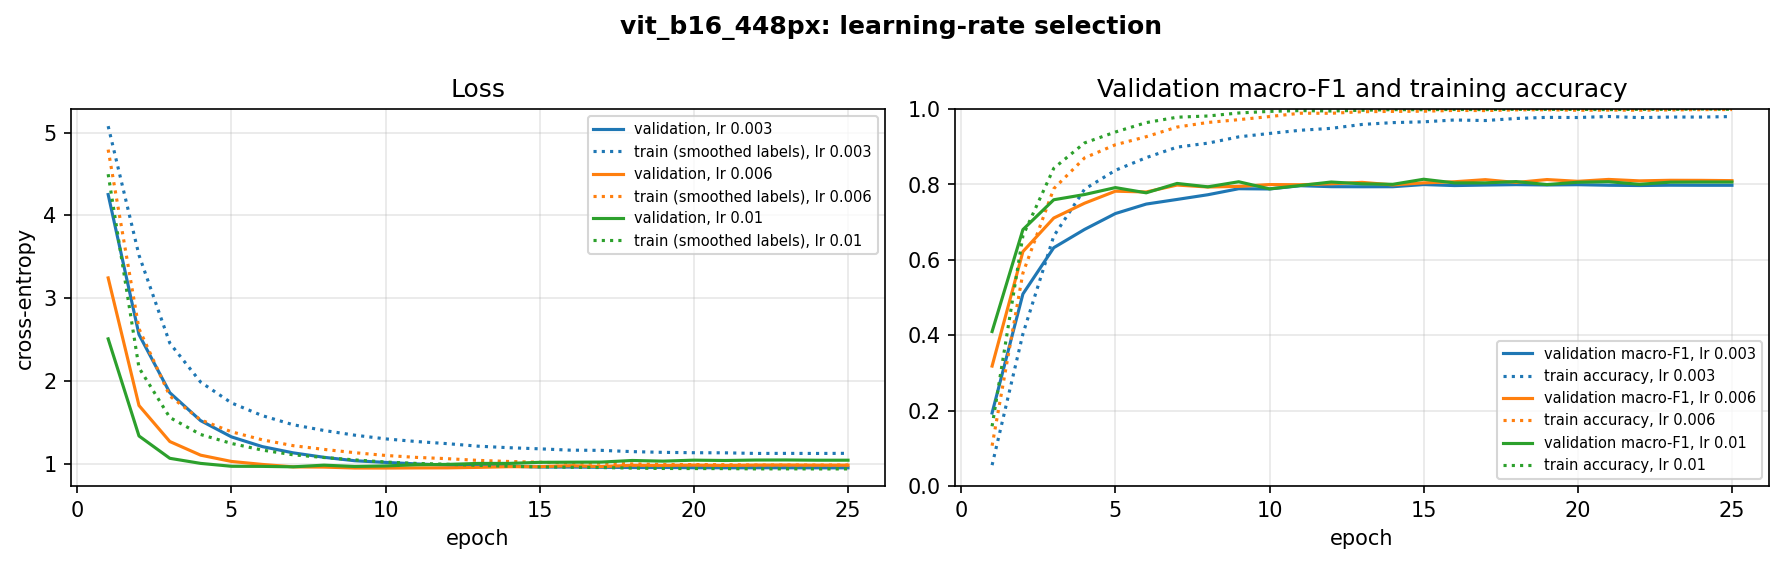 vit_b16_448px: learning-rate selection
Loss
5
4
3
2
1
cross-entropy
validation, lr 0.003
train (smoothed labels), lr 0.003
validation, lr 0.006
train (smoothed labels), lr 0.006
validation, lr 0.01
train (smoothed labels), lr 0.01
0 5 10 15 20 25
epoch
Validation macro-F1 and training accuracy
1.0
0.8
0.6
0.4
0.2
0.0
validation macro-F1, lr 0.003
train accuracy, lr 0.003
validation macro-F1, lr 0.006
train accuracy, lr 0.006
validation macro-F1, lr 0.01
train accuracy, lr 0.01
0 5 10 15 20 25
epoch